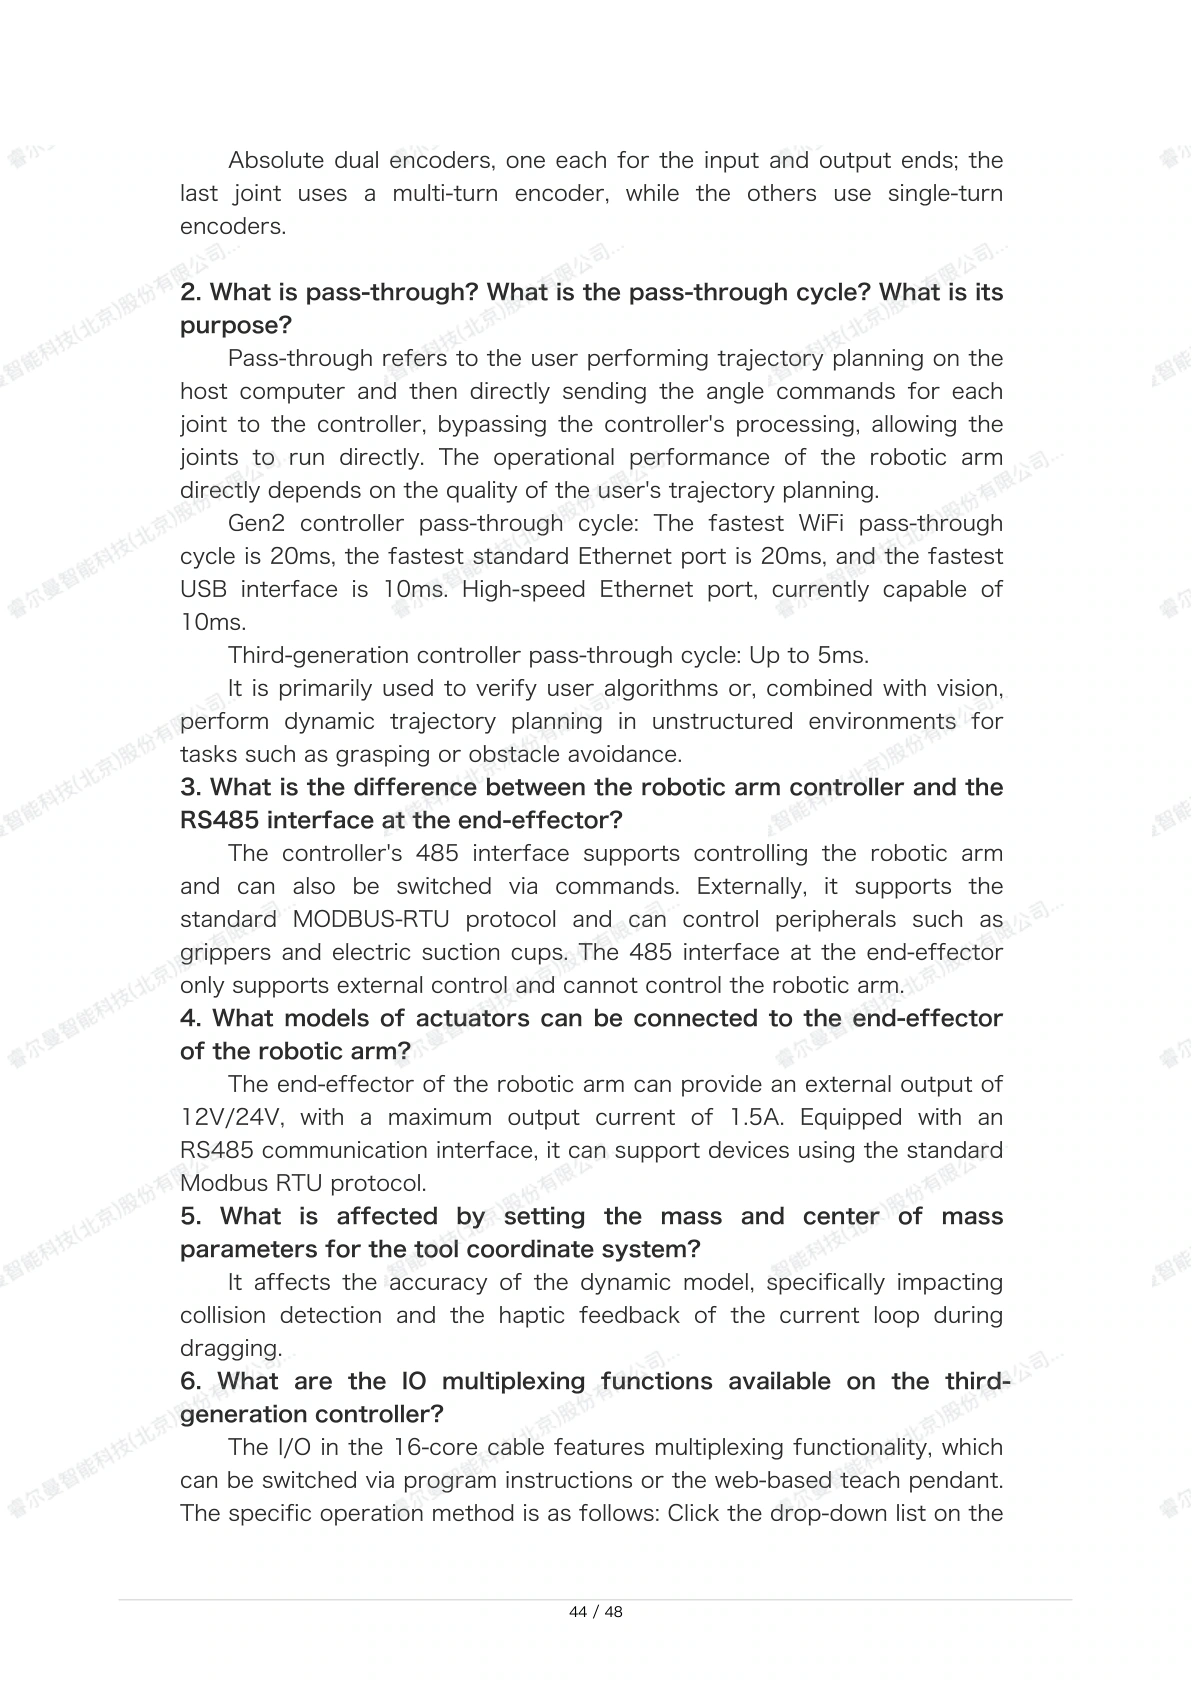 Absolute dual encoders, one each for the input and output ends; the
last joint uses a multi-turn encoder, while the others use single-turn
encoders.
2. What is pass-through? What is the pass-through cycle? What is its
purpose?
Pass-through refers to the user performing trajectory planning on the
host computer and then directly sending the angle commands for each
joint to the controller, bypassing the controller's processing, allowing the
joints to run directly. The operational performance of the robotic arm
directly depends on the quality of the user's trajectory planning.
Gen2 controller pass-through cycle: The fastest WiFi pass-through
cycle is 20ms, the fastest standard Ethernet port is 20ms, and the fastest
USB interface is 10ms. High-speed Ethernet port, currently capable of
10ms.
Third-generation controller pass-through cycle: Up to 5ms.
It is primarily used to verify user algorithms or, combined with vision,
perform dynamic trajectory planning in unstructured environments for
tasks such as grasping or obstacle avoidance.
3. What is the difference between the robotic arm controller and the
RS485 interface at the end-effector?
The controller's 485 interface supports controlling the robotic arm
and can also be switched via commands. Externally, it supports the
standard MODBUS-RTU protocol and can control peripherals such as
grippers and electric suction cups. The 485 interface at the end-effector
only supports external control and cannot control the robotic arm.
4. What models of actuators can be connected to the end-effector
of the robotic arm?
The end-effector of the robotic arm can provide an external output of
12V/24V, with a maximum output current of 1.5A. Equipped with an
RS485 communication interface, it can support devices using the standard
Modbus RTU protocol.
5. What is affected by setting the mass and center of mass
parameters for the tool coordinate system?
It affects the accuracy of the dynamic model, specifically impacting
collision detection and the haptic feedback of the current loop during
dragging.
6. What are the IO multiplexing functions available on the third-
generation controller?
The I/O in the 16-core cable features multiplexing functionality, which
can be switched via program instructions or the web-based teach pendant.
The specific operation method is as follows: Click the drop-down list on the
44 / 48
睿尔曼智能科技(北京)股份有限公司...